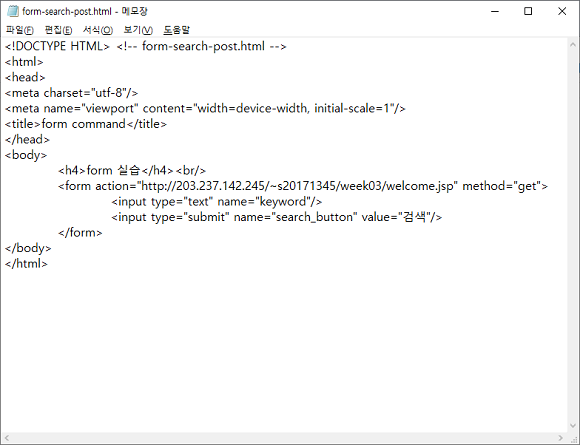 form-search-post.html - 메모장
파일(F) 편집(E) 서식(O) 보기(V) 도움말
<!DOCTYPE HTML> <!-- form-search-post.html -->
<html>
<head>
<meta charset="utf-8"/>
<meta name="viewport" content="width=device-width, initial-scale=1"/>
<title>form command</title>
</head>
<body>
<h4>form 실습</h4><br/>
<form action="http://203.237.142.245/~s20171345/week03/welcome.jsp" method="get">
<input type="text" name="keyword"/>
<input type="submit" name="search_button" value="검색"/>
</form>
</body>
</html>